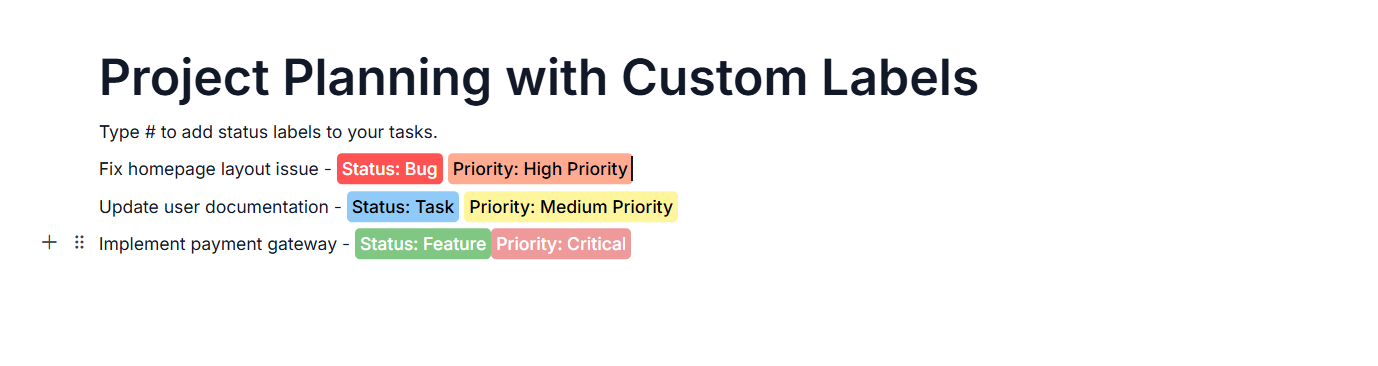 Project Planning with Custom Labels
Type # to add status labels to your tasks.
Fix homepage layout issue - Status: Bug Priority: High Priority
Update user documentation - Status: Task Priority: Medium Priority
Implement payment gateway - Status: Feature Priority: Critical